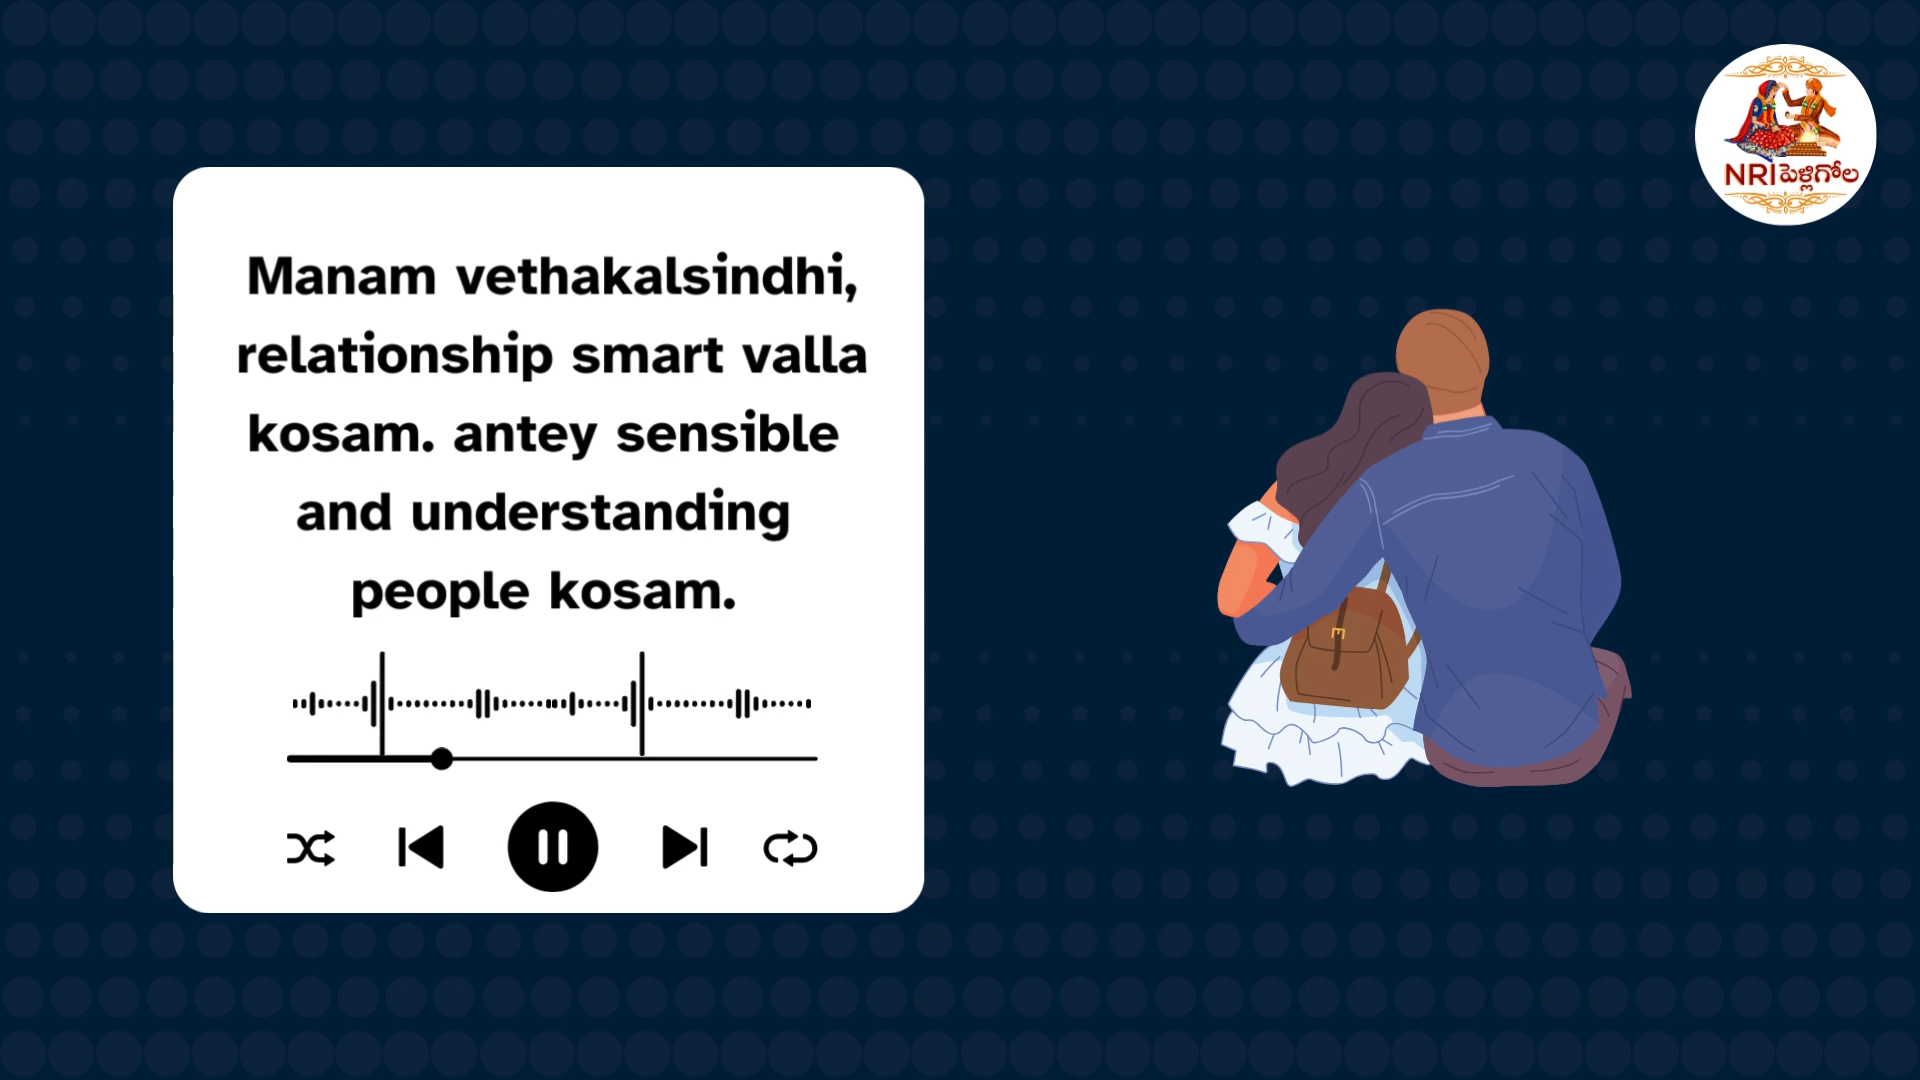 Manam vethakalsindhi,
relationship smart valla
kosam. antey sensible
and understanding
people kosam.
NRI పెళ్లిగోల